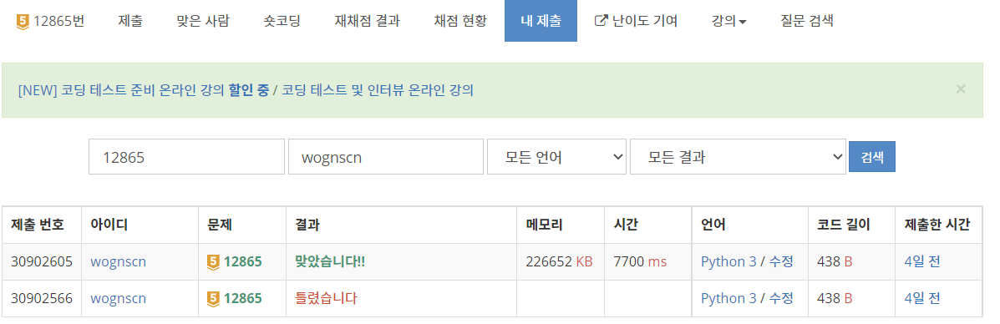 5 12865번 제출 맞은 사람 숏코딩 재채점 결과 채점 현황 내 제출 난이도 기여 강의 질문 검색
[NEW] 코딩 테스트 준비 온라인 강의 할인 중 / 코딩 테스트 및 인터뷰 온라인 강의 ×
12865 wognscn 모든 언어 모든 결과 검색
제출 번호 아이디 문제 결과 메모리 시간 언어 코드 길이 제출한 시간
30902605 wognscn 5 12865 맞았습니다!! 226652 KB 7700 ms Python 3 / 수정 438 B 4일 전
30902566 wognscn 5 12865 틀렸습니다 Python 3 / 수정 438 B 4일 전